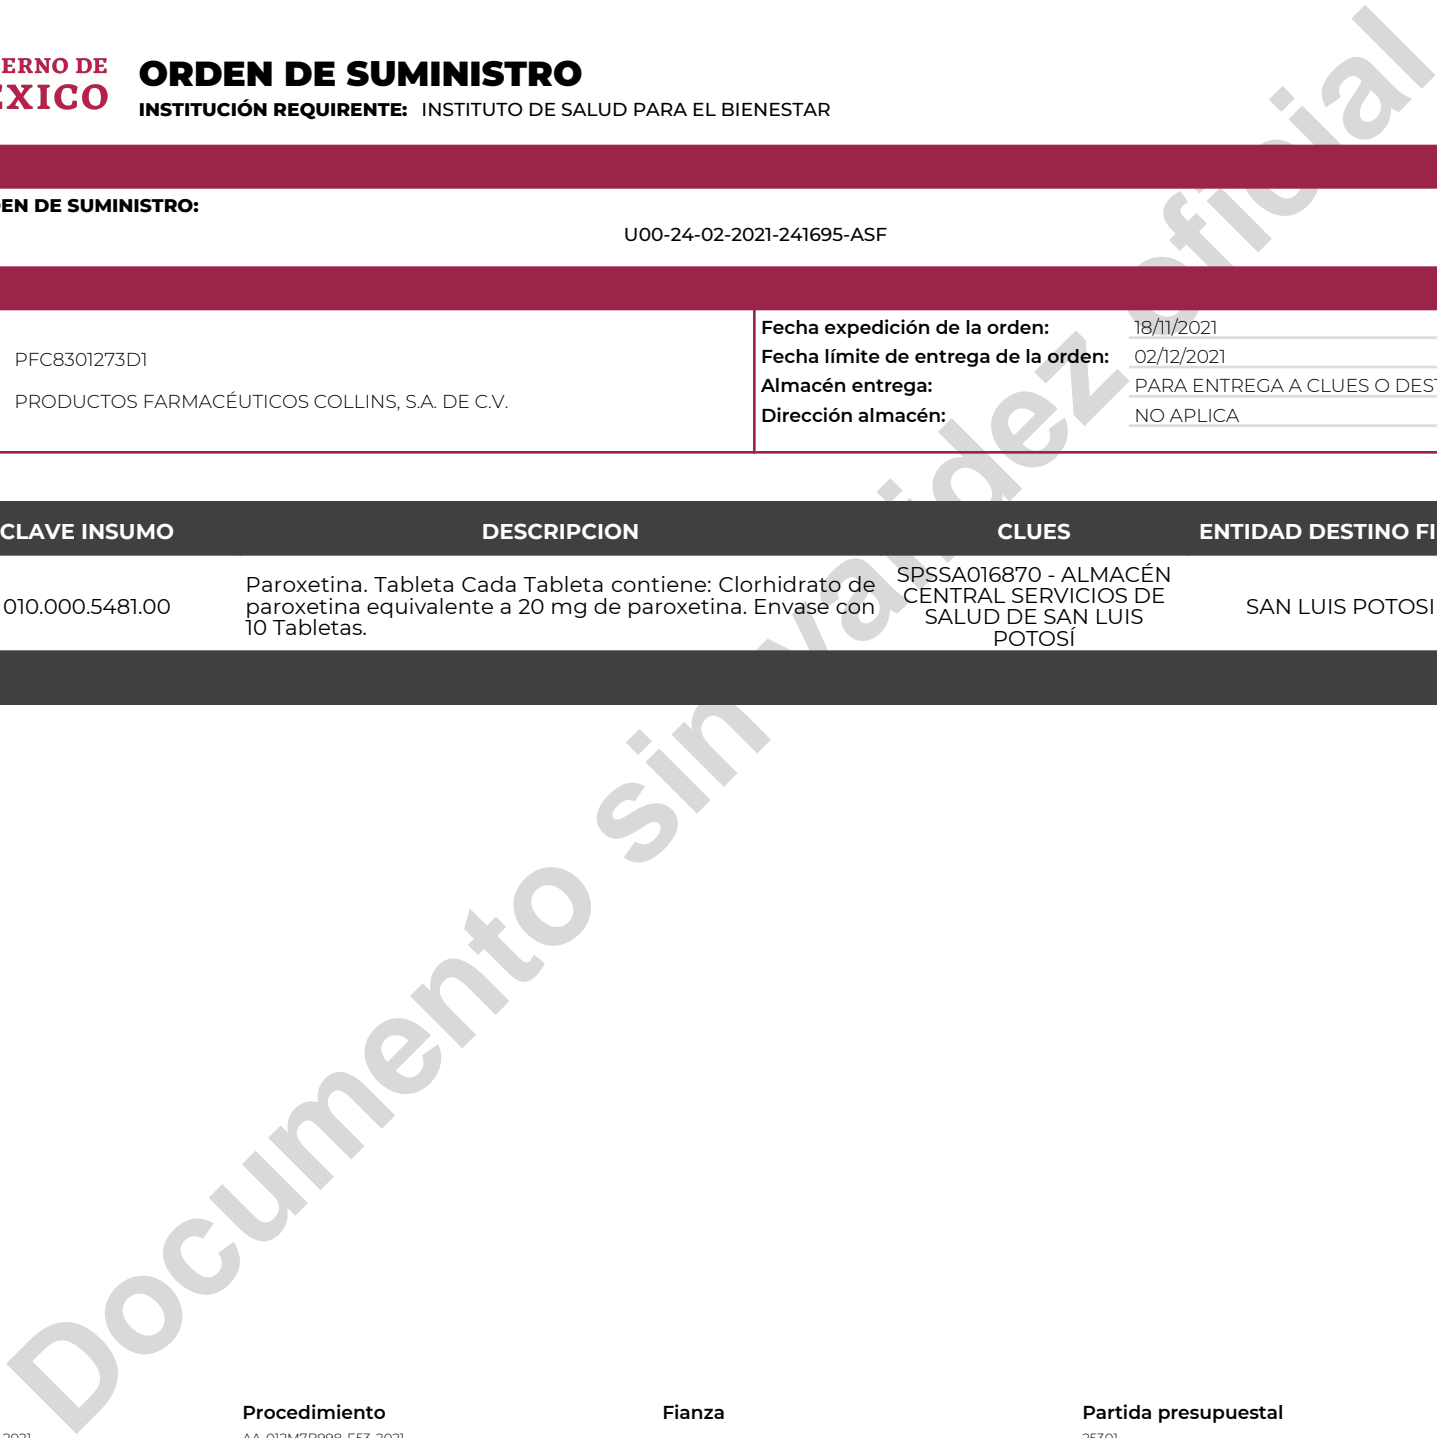 ERNO DE
ORDEN DE SUMINISTRO
XICO
INSTITUCIÓN REQUIRENTE: INSTITUTO DE SALUD PARA EL BIENESTAR
EN DE SUMINISTRO:
U00-24-02-2021-241695-ASF
PFC8301273D1
PRODUCTOS FARMACÉUTICOS COLLINS, S.A. DE C.V.
Fecha expedición de la orden: 18/11/2021
Fecha límite de entrega de la orden: 02/12/2021
Almacén entrega: PARA ENTREGA A CLUES O DEST
Dirección almacén: NO APLICA
CLAVE INSUMO DESCRIPCION CLUES ENTIDAD DESTINO FI
010.000.5481.00
Paroxetina. Tableta Cada Tableta contiene: Clorhidrato de
paroxetina equivalente a 20 mg de paroxetina. Envase con
10 Tabletas.
SPSSA016870 - ALMACÉN
CENTRAL SERVICIOS DE
SALUD DE SAN LUIS
POTOSÍ
SAN LUIS POTOSI
Documento sin validez oficial
Procedimiento Fianza Partida presupuestal